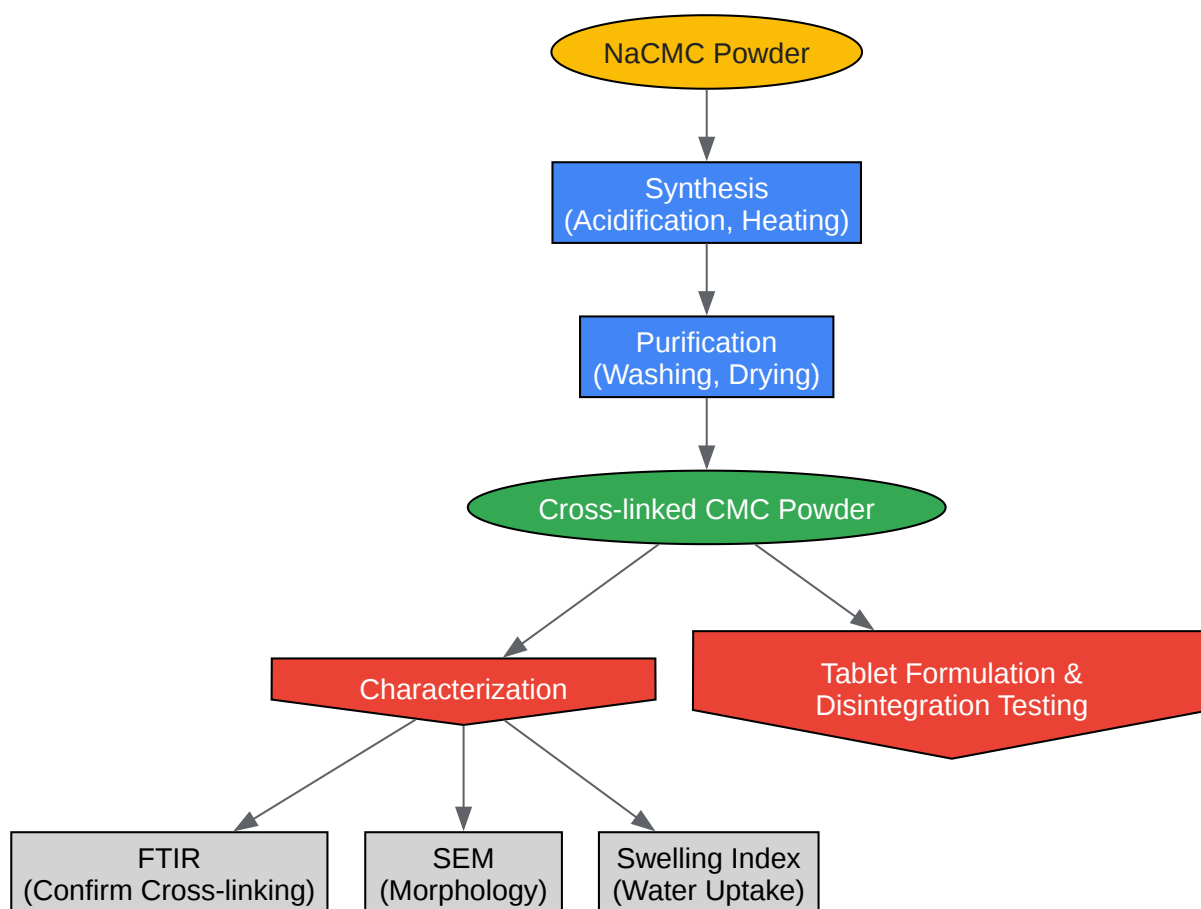 NaCMC Powder
Synthesis
(Acidification, Heating)
Purification
(Washing, Drying)
Cross-linked CMC Powder
Characterization
Tablet Formulation &
Disintegration Testing
FTIR
(Confirm Cross-linking)
SEM
(Morphology)
Swelling Index
(Water Uptake)